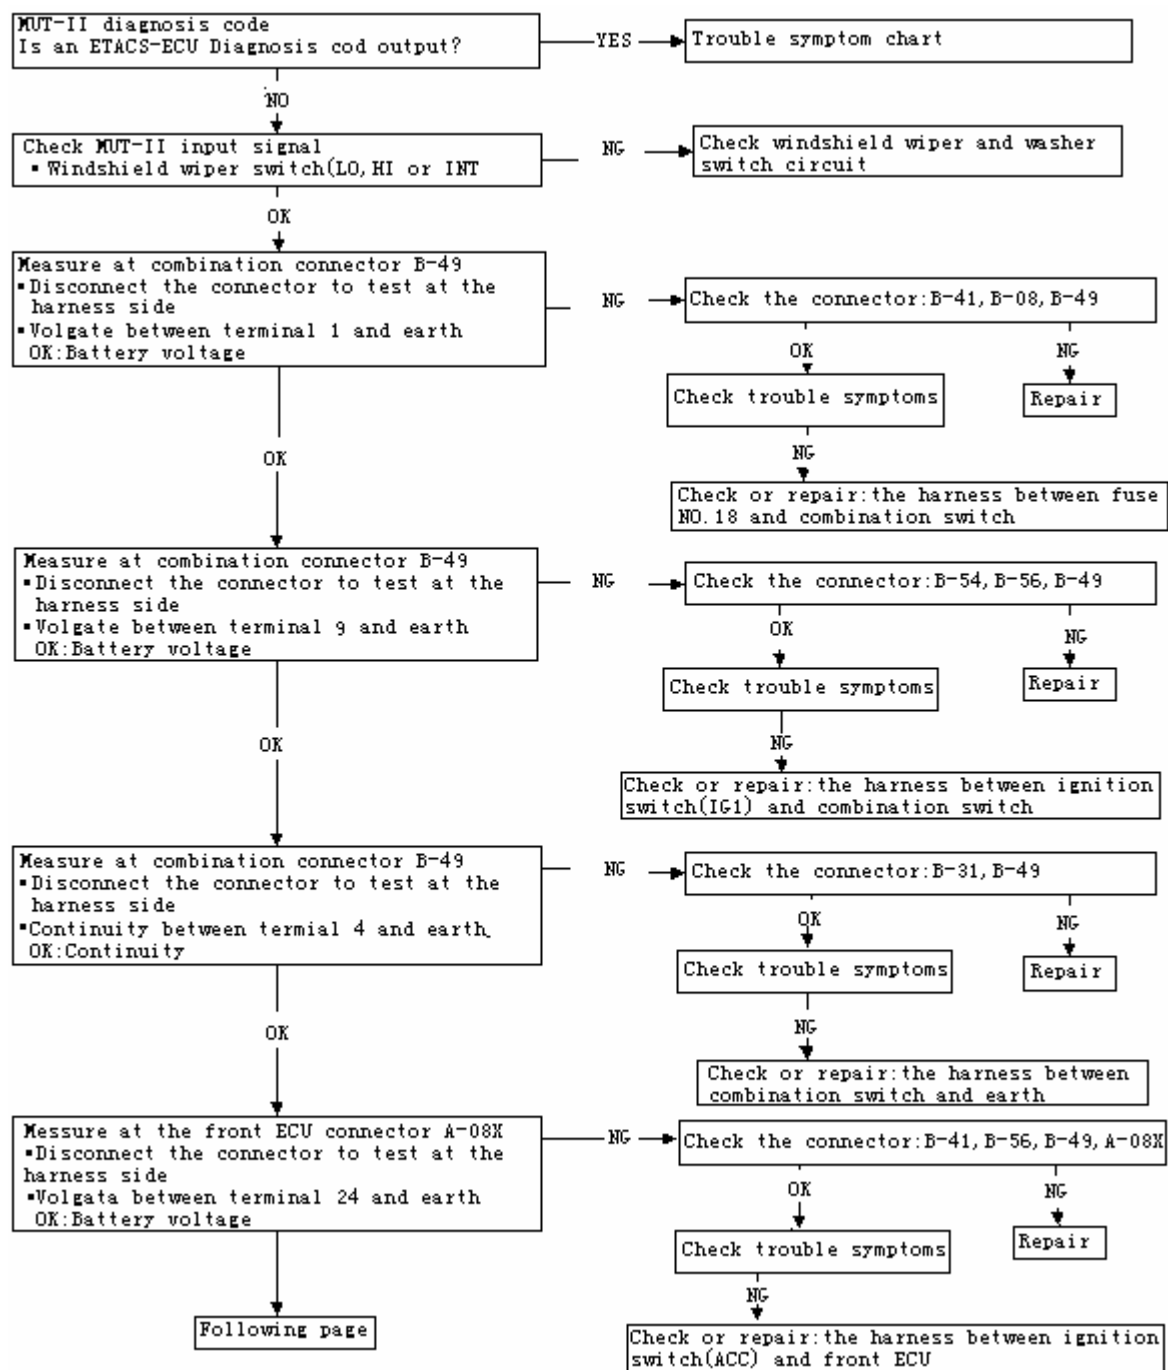 MUT-II diagnosis code
Is an ETACS-ECU Diagnosis cod output?
YES
Trouble symptom chart
NO
Check MUT-II input signal
▪ Windshield wiper switch(LO,HI or INT
NG
Check windshield wiper and washer
switch circuit
OK
Measure at combination connector B-49
▪Disconnect the connector to test at the
harness side
▪Volgate between terminal 1 and earth
OK:Battery voltage
NG
Check the connector:B-41,B-08,B-49
OK
NG
Check trouble symptoms
Repair
NG
Check or repair:the harness between fuse
NO.18 and combination switch
OK
Measure at combination connector B-49
▪Disconnect the connector to test at the
harness side
▪Volgate between terminal 9 and earth
OK:Battery voltage
NG
Check the connector:B-54,B-56,B-49
OK
NG
Check trouble symptoms
Repair
NG
Check or repair:the harness between ignition
switch(IG1) and combination switch
OK
Measure at combination connector B-49
▪Disconnect the connector to test at the
harness side
▪Continuity between termial 4 and earth.
OK:Continuity
NG
Check the connector:B-31,B-49
OK
NG
Check trouble symptoms
Repair
NG
Check or repair:the harness between
combination switch and earth
OK
Messure at the front ECU connector A-08X
▪Disconnect the connector to test at the
harness side
▪Volgata between terminal 24 and earth
OK:Battery voltage
NG
Check the connector:B-41,B-56,B-49,A-08X
OK
NG
Check trouble symptoms
Repair
NG
Check or repair:the harness between ignition
switch(ACC) and front ECU
Following page